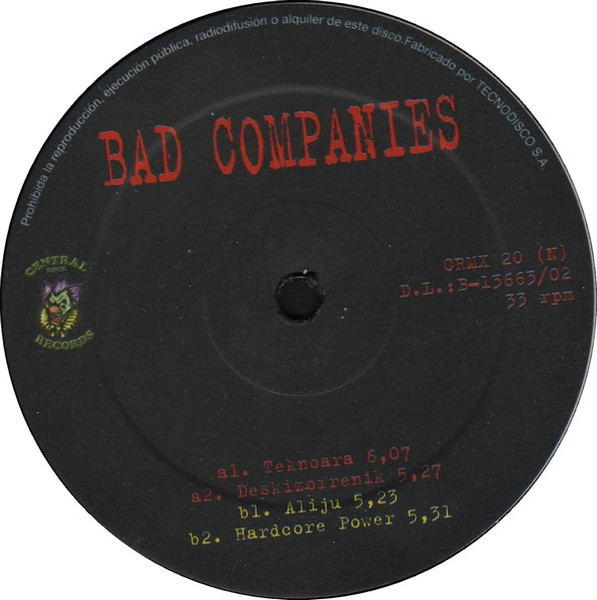 Prohibida la reproducción, ejecución pública, radiodifusión o alquiler de este disco.Fabricado por TECNODISCO S.A.
BAD COMPANIES
CENTRAL
ROCK
RECORDS
CRMX 20 (N)
D.L.:B-13663/02
33 rpm
a1. Teknoara 6,07
a2. Deskizofrenik 5,27
b1. Aliju 5,23
b2. Hardcore Power 5,31